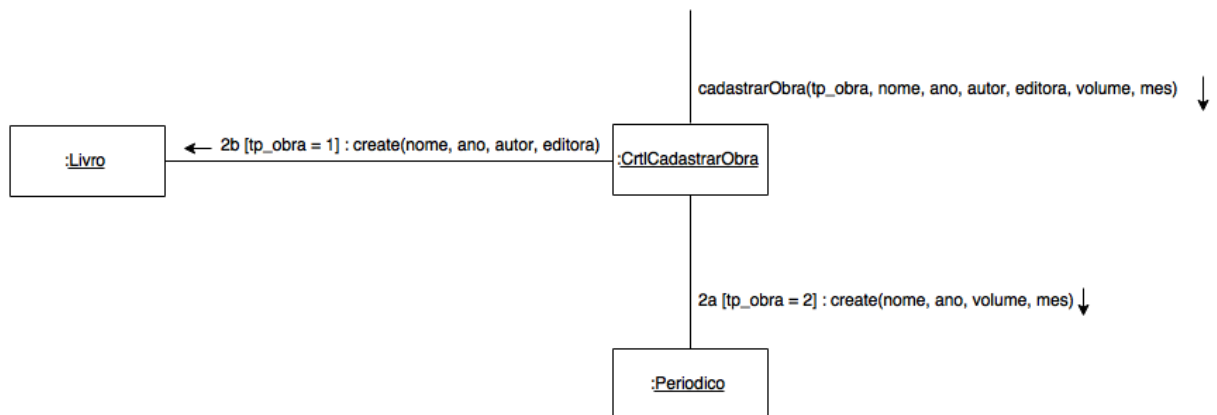 cadastrarObra(tp_obra, nome, ano, autor, editora, volume, mes)
2b [tp_obra = 1] : create(nome, ano, autor, editora)
:Livro
:CrtlCadastrarObra
2a [tp_obra = 2] : create(nome, ano, volume, mes)
:Periodico